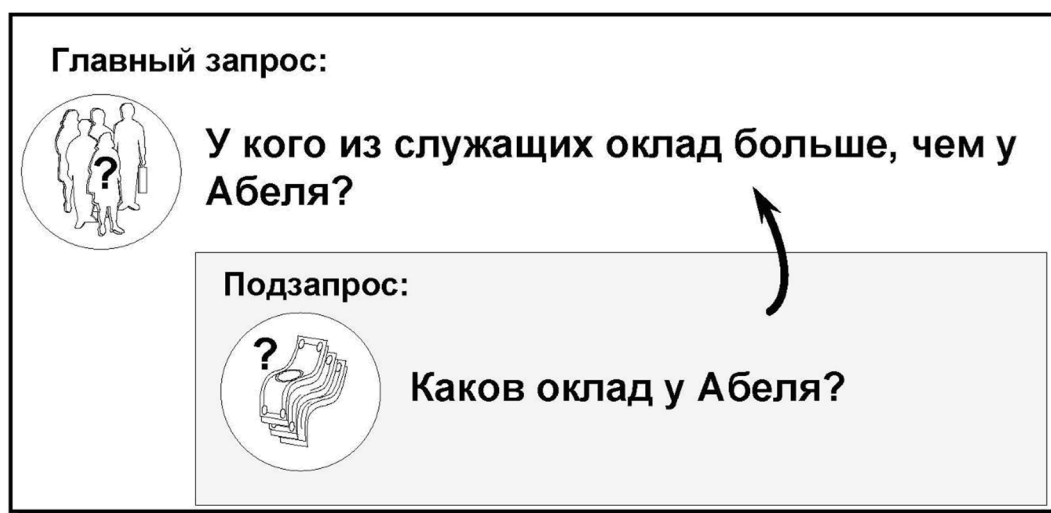 Главный запрос:
У кого из служащих оклад больше, чем у
Абеля?
?
Подзапрос:
?
Каков оклад у Абеля?